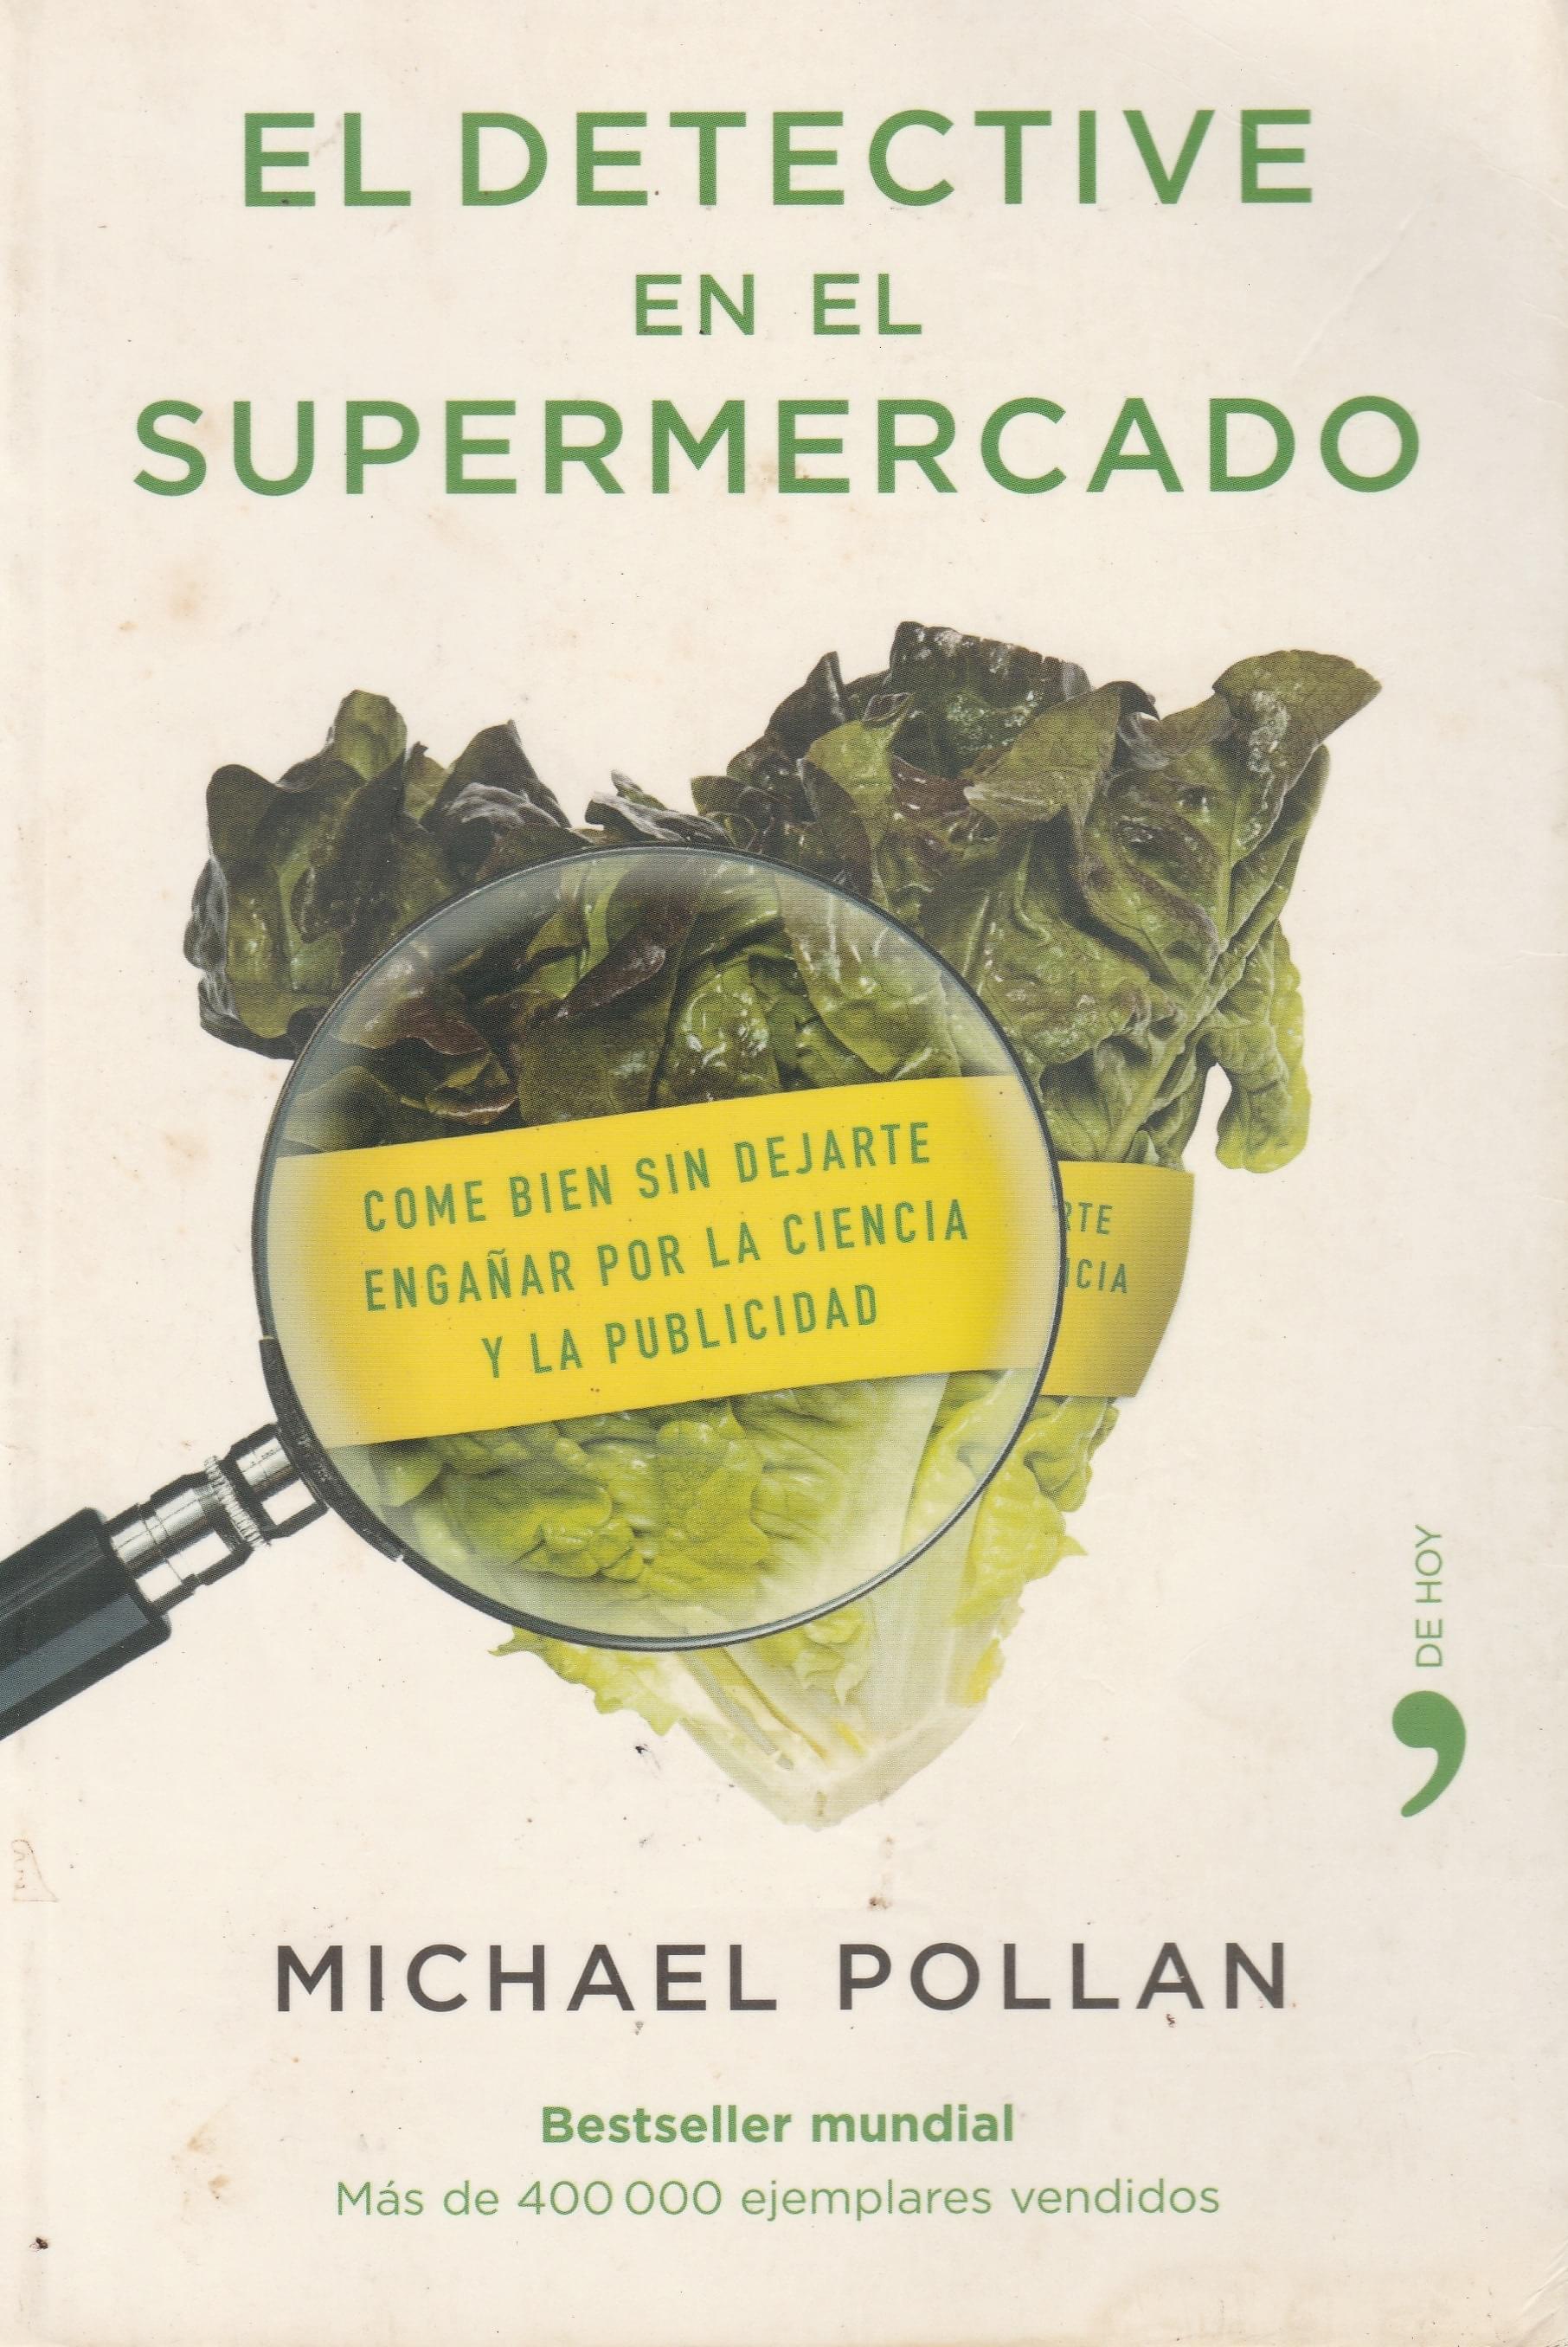 EL DETECTIVE
EN EL
SUPERMERCADO
COME BIEN SIN DEJARTE
ENGAÑAR POR LA CIENCIA
Y LA PUBLICIDAD
RTE
CIA
DE HOY
MICHAEL POLLAN
Bestseller mundial
Más de 400 000 ejemplares vendidos